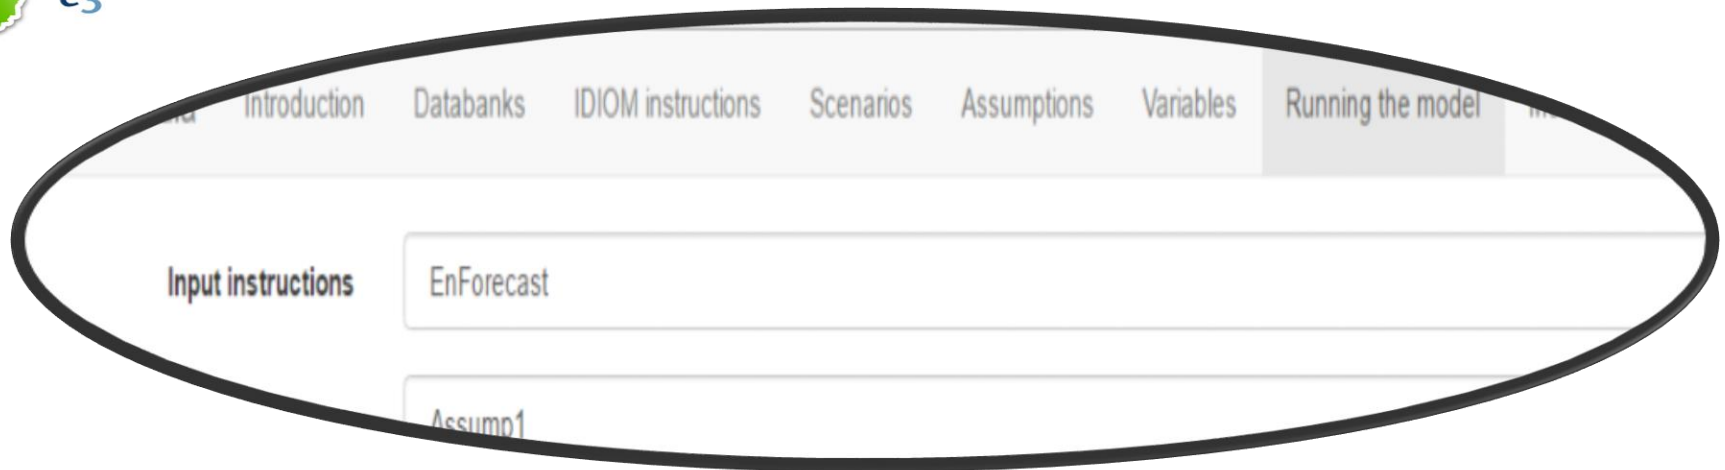 Introduction Databanks IDIOM instructions Scenarios Assumptions Variables Running the model
Input instructions EnForecast
Assump1